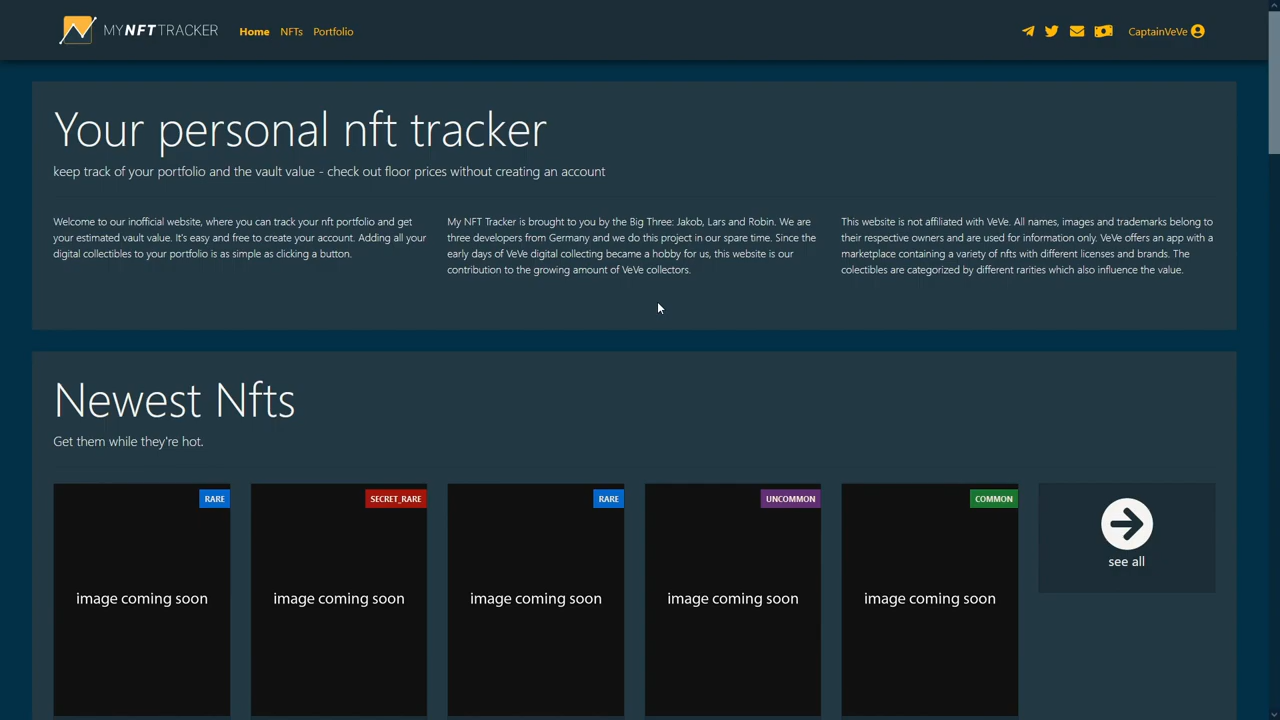 MYNFTTRACKER Home NFTs Portfolio CaptainVeVe
Your personal nft tracker
keep track of your portfolio and the vault value - check out floor prices without creating an account
Welcome to our inofficial website, where you can track your nft portfolio and get
your estimated vault value. It's easy and free to create your account. Adding all your
digital collectibles to your portfolio is as simple as clicking a button.
My NFT Tracker is brought to you by the Big Three: Jakob, Lars and Robin. We are
three developers from Germany and we do this project in our spare time. Since the
early days of VeVe digital collecting became a hobby for us, this website is our
contribution to the growing amount of VeVe collectors.
This website is not affiliated with VeVe. All names, images and trademarks belong to
their respective owners and are used for information only. VeVe offers an app with a
marketplace containing a variety of nfts with different licenses and brands. The
colectibles are categorized by different rarities which also influence the value.
Newest Nfts
Get them while they're hot.
RARE SECRET_RARE RARE UNCOMMON COMMON
see all
image coming soon image coming soon image coming soon image coming soon image coming soon